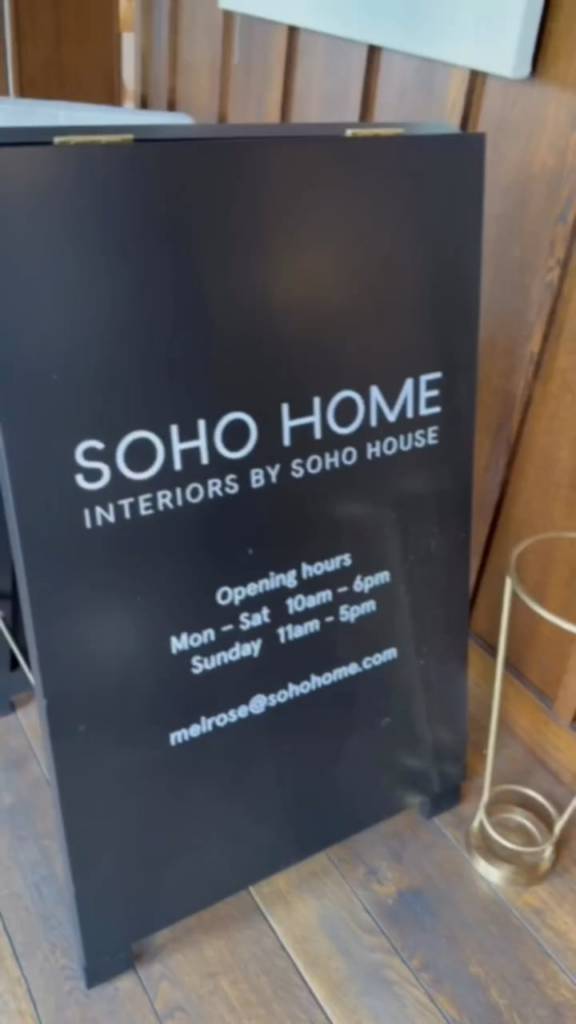 SOHO HOME
INTERIORS BY SOHO HOUSE
Opening hours
Mon – Sat 10am – 6pm
Sunday 11am – 5pm
melrose@sohohome.com